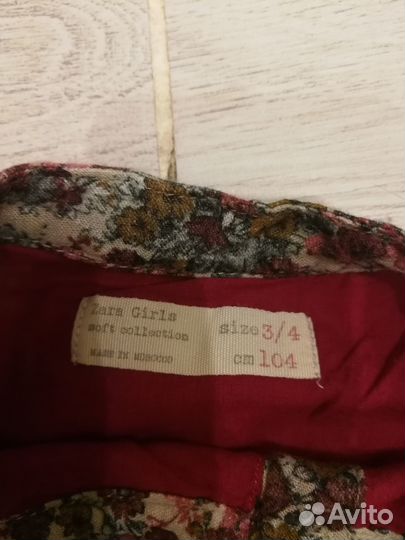 Zara Girls
soft collection
MADE IN MOROCCO
size 3/4
cm 104
Avito